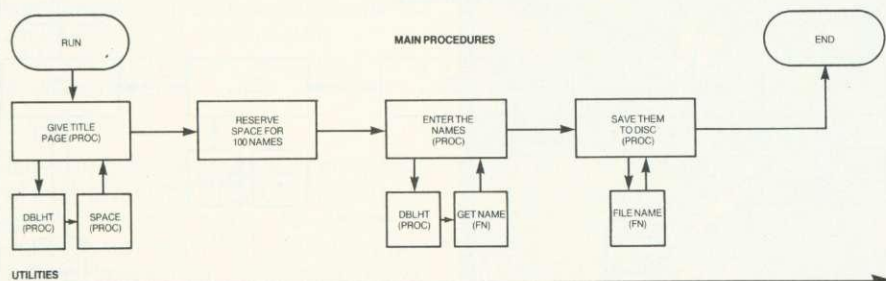 RUN
MAIN PROCEDURES
END
GIVE TITLE
PAGE (PROC)
RESERVE
SPACE FOR
100 NAMES
ENTER THE
NAMES
(PROC)
SAVE THEM
TO DISC
(PROC)
DBLHT
(PROC)
SPACE
(PROC)
DBLHT
(PROC)
GET NAME
(FN)
FILE NAME
(FN)
UTILITIES